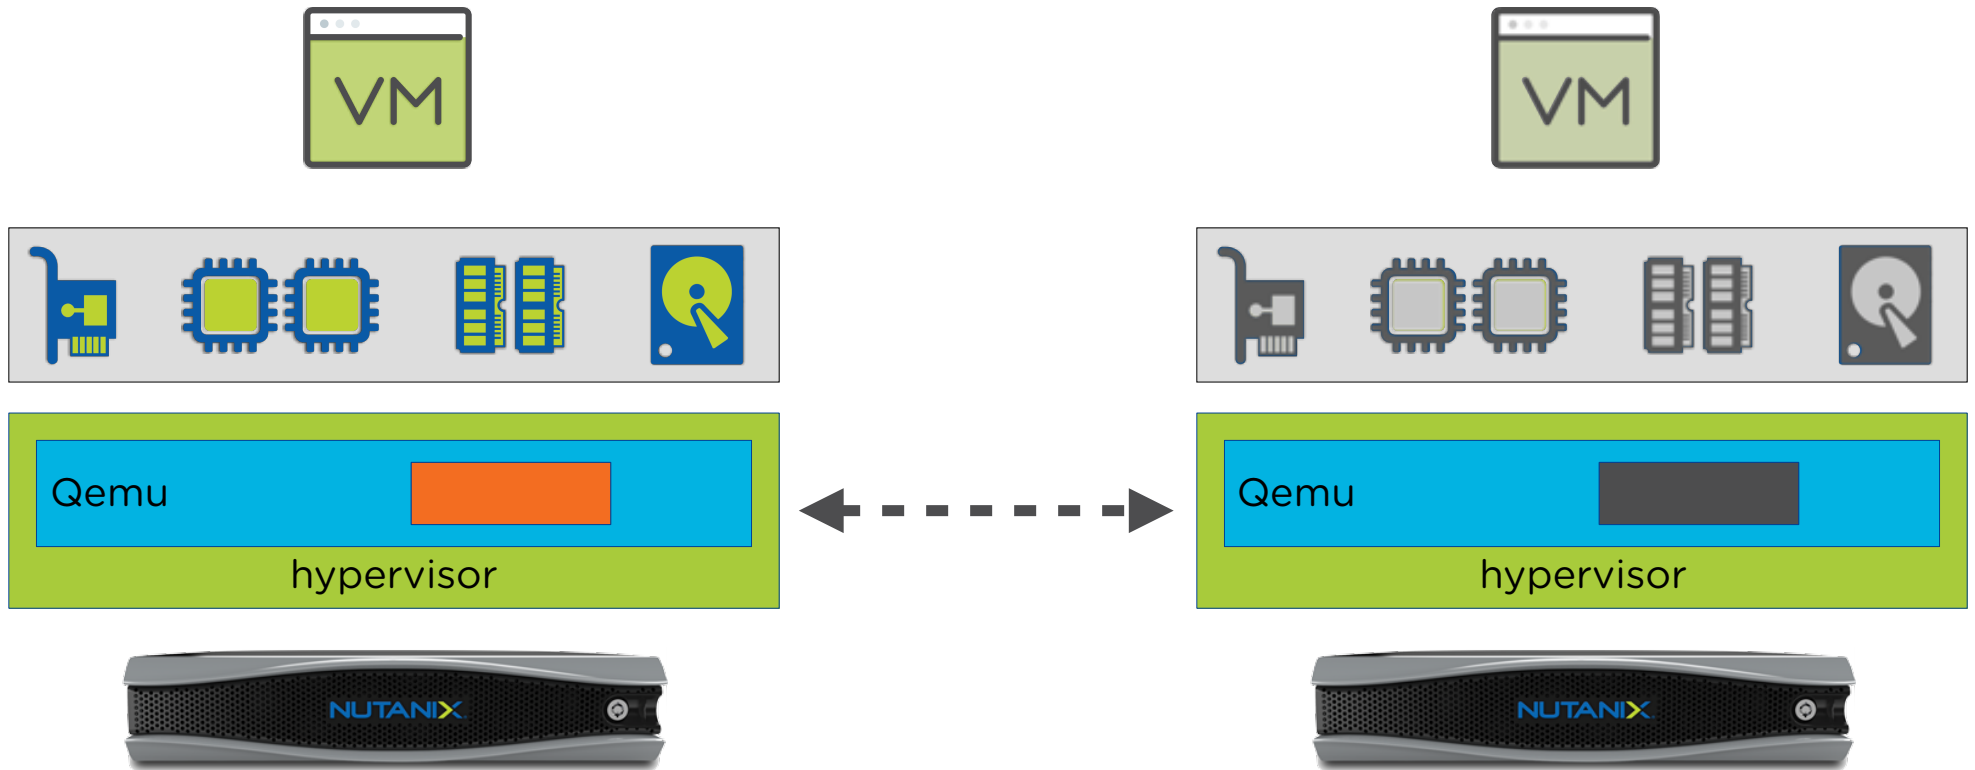 VM
VM
Qemu
Qemu
hypervisor
hypervisor
NUTANIX
NUTANIX